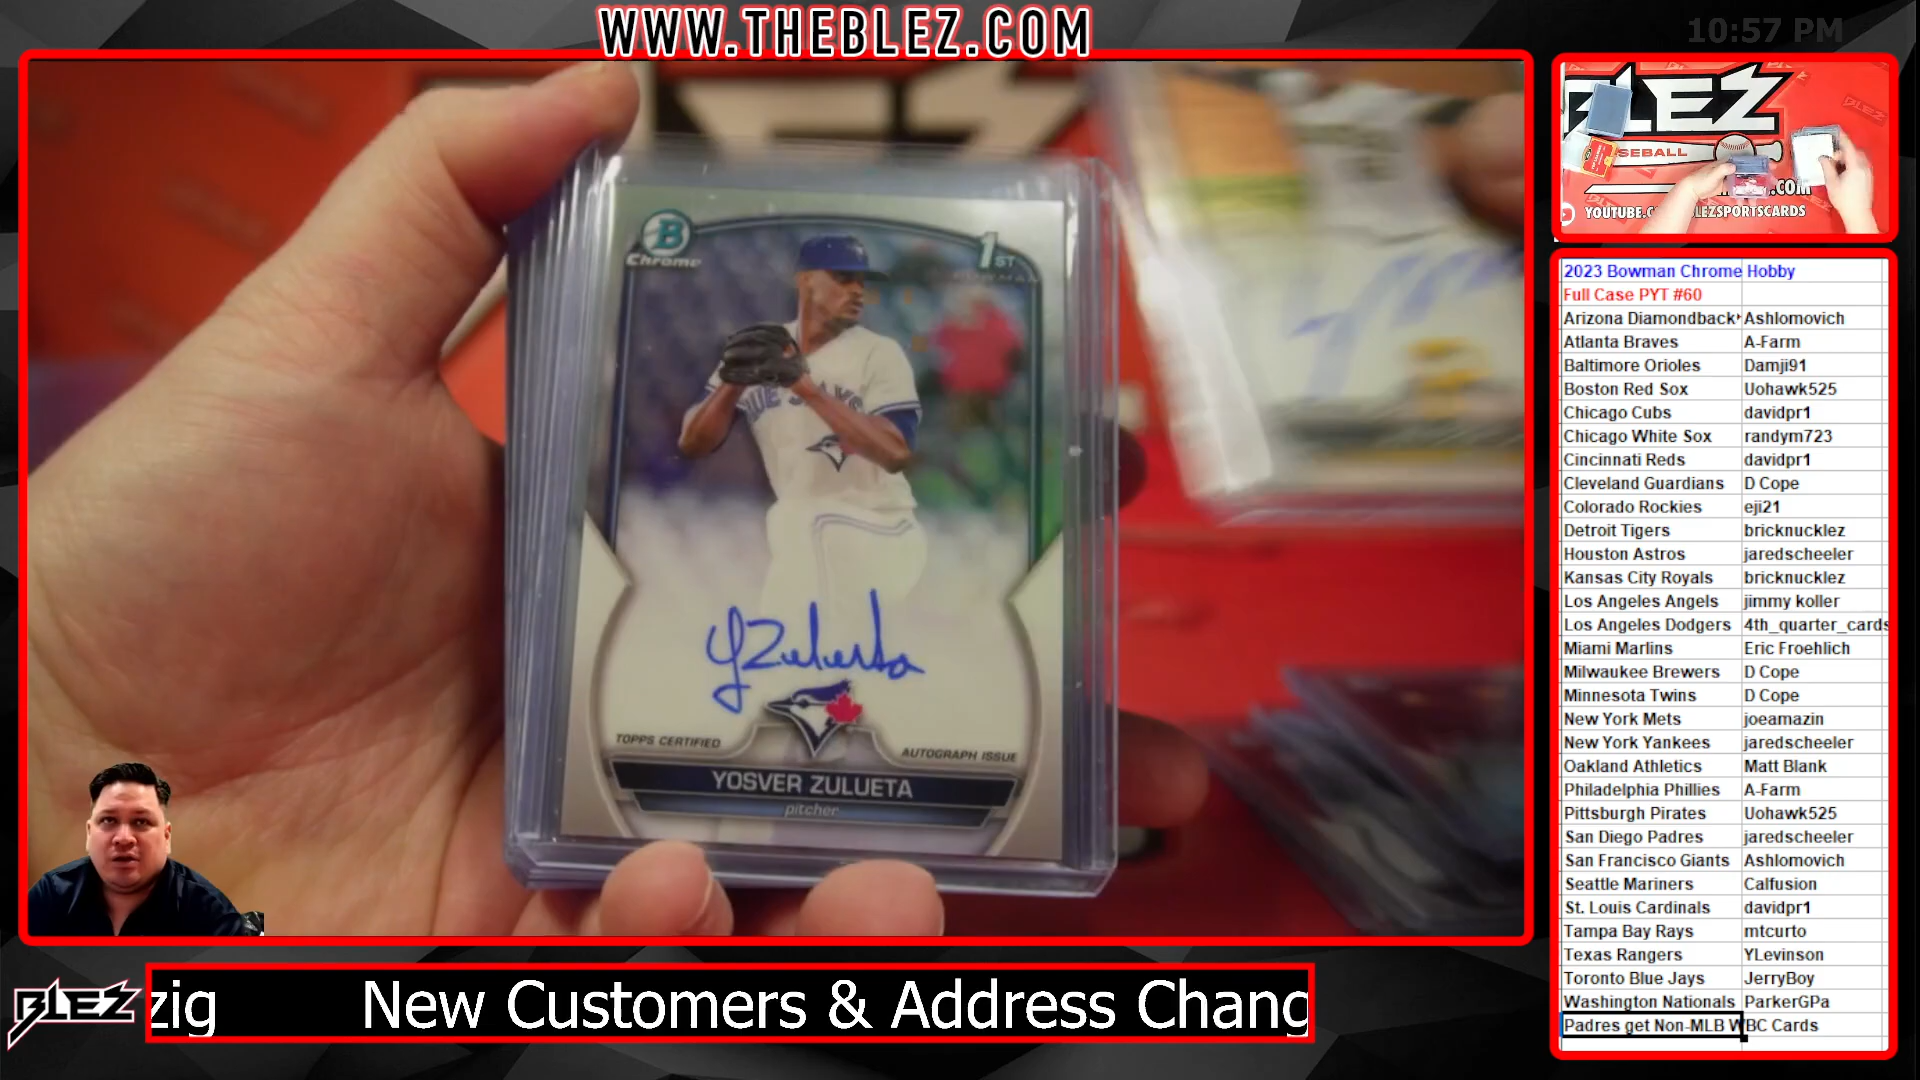 WWW.THEBLEZ.COM
10:57 PM
B
Chrome
1ST
BOWMAN
BLUE JAYS
Y Zulueta
TOPPS CERTIFIED
AUTOGRAPH ISSUE
YOSVER ZULUETA
pitcher
BLEZ
zig New Customers & Address Chang
LEZ
BLEZ
SEBALL
.COM
YOUTUBE.C LEZSPORTSCARDS
2023 Bowman Chrome Hobby
Full Case PYT #60
Arizona Diamondback Ashlomovich
Atlanta Braves A-Farm
Baltimore Orioles Damji91
Boston Red Sox Uohawk525
Chicago Cubs davidpr1
Chicago White Sox randym723
Cincinnati Reds davidpr1
Cleveland Guardians D Cope
Colorado Rockies eji21
Detroit Tigers bricknucklez
Houston Astros jaredscheeler
Kansas City Royals bricknucklez
Los Angeles Angels jimmy koller
Los Angeles Dodgers 4th_quarter_cards
Miami Marlins Eric Froehlich
Milwaukee Brewers D Cope
Minnesota Twins D Cope
New York Mets joeamazin
New York Yankees jaredscheeler
Oakland Athletics Matt Blank
Philadelphia Phillies A-Farm
Pittsburgh Pirates Uohawk525
San Diego Padres jaredscheeler
San Francisco Giants Ashlomovich
Seattle Mariners Calfusion
St. Louis Cardinals davidpr1
Tampa Bay Rays mtcurto
Texas Rangers YLevinson
Toronto Blue Jays JerryBoy
Washington Nationals ParkerGPa
Padres get Non-MLB WBC Cards